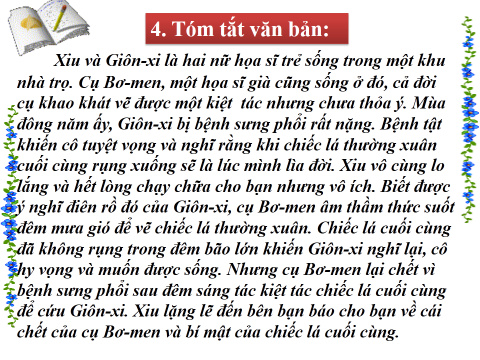 4. Tóm tắt văn bản:
Xiu và Giôn-xi là hai nữ họa sĩ trẻ sống trong một khu
nhà trọ. Cụ Bơ-men, một họa sĩ già cũng sống ở đó, cả đời
cụ khao khát vẽ được một kiệt tác nhưng chưa thỏa ý. Mùa
đông năm ấy, Giôn-xi bị bệnh sưng phổi rất nặng. Bệnh tật
khiến cô tuyệt vọng và nghĩ rằng khi chiếc lá thường xuân
cuối cùng rụng xuống sẽ là lúc mình lìa đời. Xiu vô cùng lo
lắng và hết lòng chạy chữa cho bạn nhưng vô ích. Biết được
ý nghĩ điên rồ đó của Giôn-xi, cụ Bơ-men âm thầm thức suốt
đêm mưa gió để vẽ chiếc lá thường xuân. Chiếc lá cuối cùng
đã không rụng trong đêm bão lớn khiến Giôn-xi nghĩ lại, cô
hy vọng và muốn được sống. Nhưng cụ Bơ-men lại chết vì
bệnh sưng phổi sau đêm sáng tác kiệt tác chiếc lá cuối cùng
để cứu Giôn-xi. Xiu lặng lẽ đến bên bạn báo cho bạn về cái
chết của cụ Bơ-men và bí mật của chiếc lá cuối cùng.